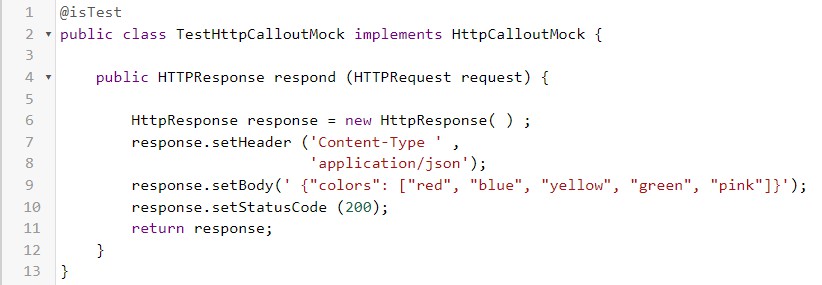 1 @isTest
2 ▾ public class TestHttpCalloutMock implements HttpCalloutMock {
3
4 ▾     public HTTPResponse respond (HTTPRequest request) {
5
6         HttpResponse response = new HttpResponse( ) ;
7         response.setHeader ('Content-Type ' ,
8                             'application/json');
9         response.setBody(' {"colors": ["red", "blue", "yellow", "green", "pink"]}');
10         response.setStatusCode (200);
11         return response;
12     }
13 }